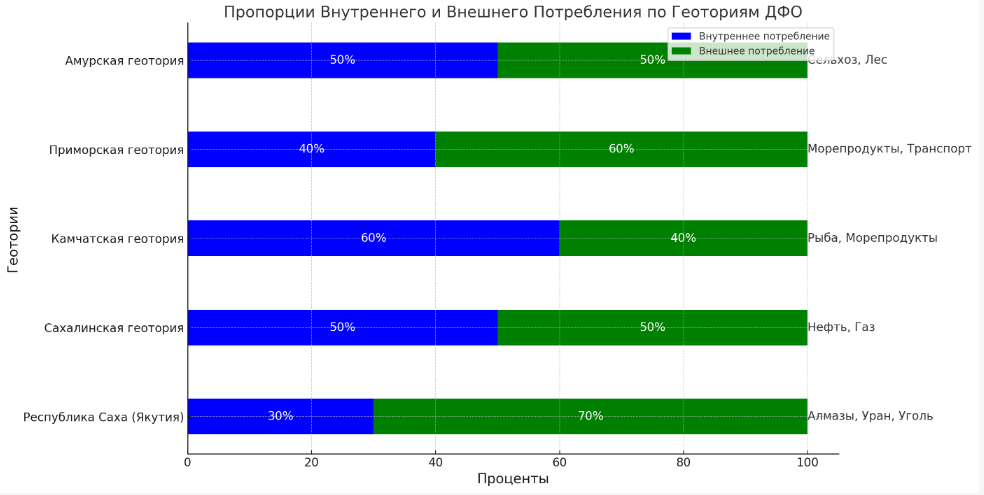 Пропорции Внутреннего и Внешнего Потребления по Геоториям ДФО
Внутреннее потребление
Внешнее потребление
Амурская геотория 50% 50% Сельхоз, Лес
Приморская геотория 40% 60% Морепродукты, Транспорт
Камчатская геотория 60% 40% Рыба, Морепродукты
Сахалинская геотория 50% 50% Нефть, Газ
Республика Саха (Якутия) 30% 70% Алмазы, Уран, Уголь
Геотории
0 20 40 60 80 100
Проценты